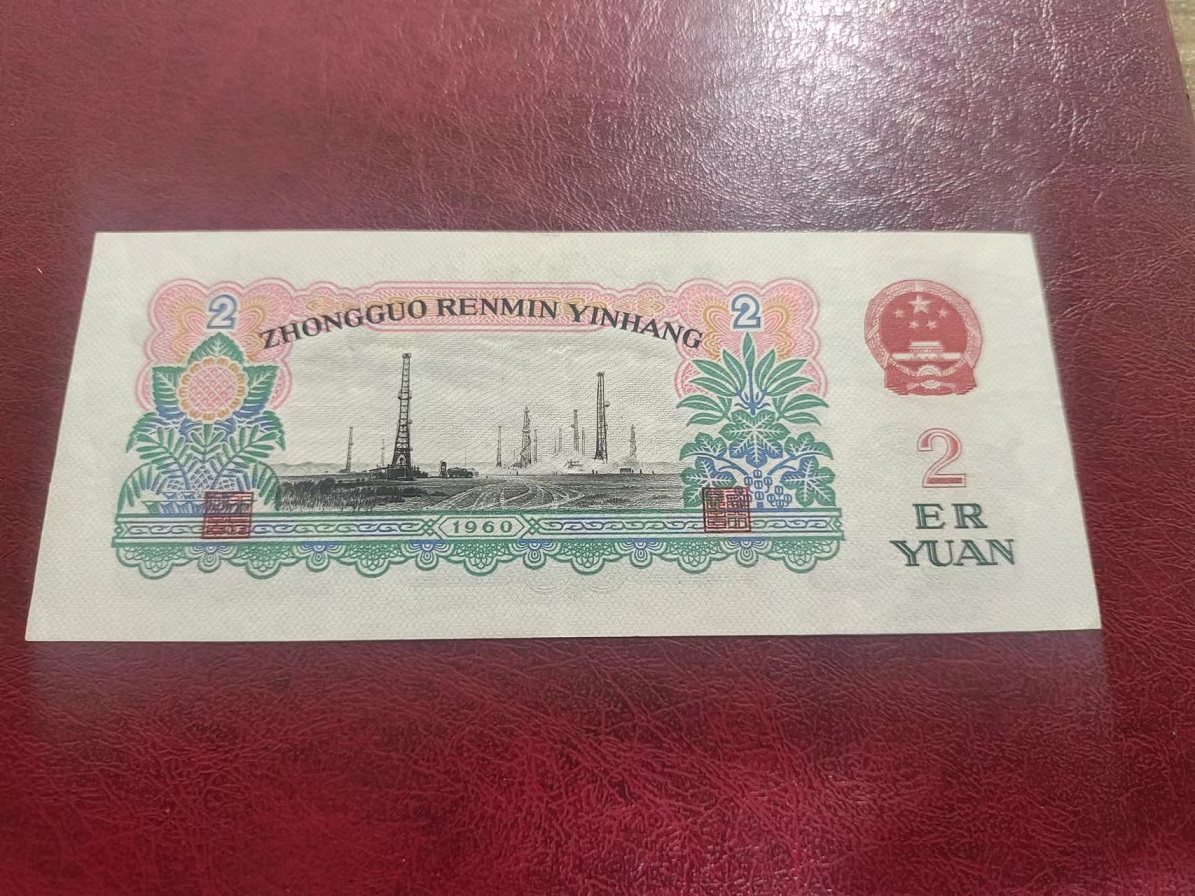 2
2
ZHONGGUO RENMIN YINHANG
1960
2
ER
YUAN